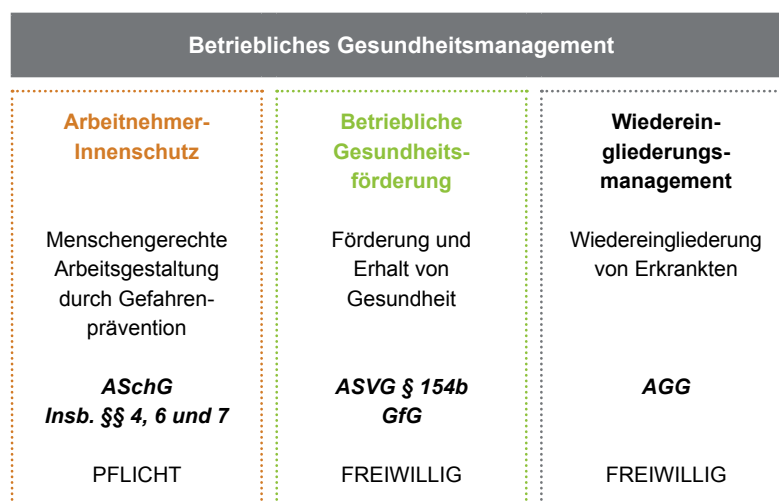 Betriebliches Gesundheitsmanagement
Arbeitnehmer-
Innenschutz
Menschengerechte
Arbeitsgestaltung
durch Gefahren-
prävention
ASchG
Insb. §§ 4, 6 und 7
PFLICHT
Betriebliche
Gesundheits-
förderung
Förderung und
Erhalt von
Gesundheit
ASVG § 154b
GfG
FREIWILLIG
Wiederein-
gliederungs-
management
Wiedereingliederung
von Erkrankten
AGG
FREIWILLIG